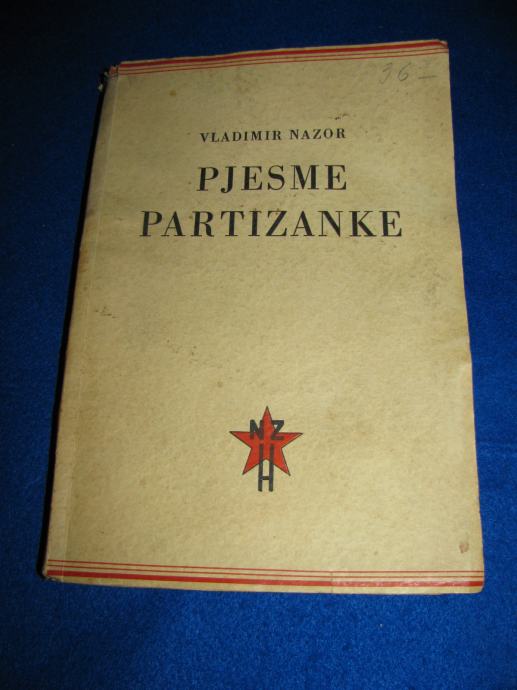 36
VLADIMIR NAZOR
PJESME
PARTIZANKE
NZ
H